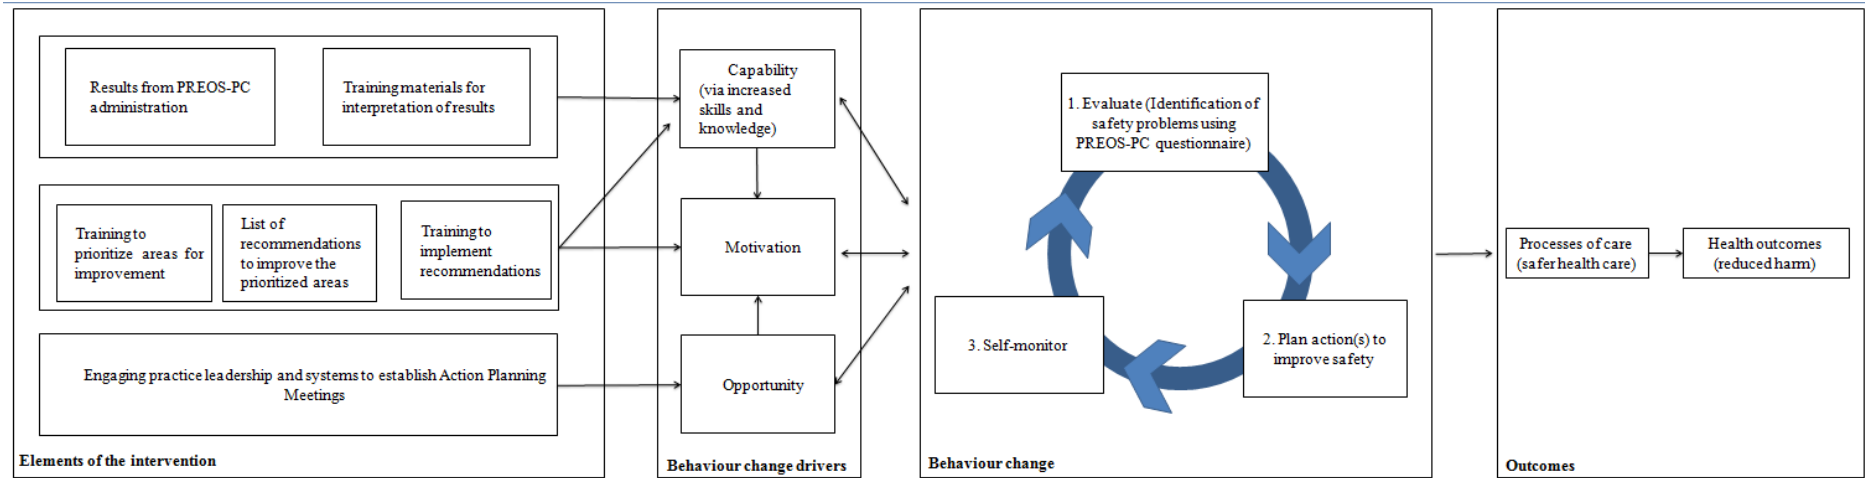 Results from PREOS-PC
administration
Training materials for
interpretation of results
Training to
prioritize areas for
improvement
List of
recommendations
to improve the
prioritized areas
Training to
implement
recommendations
Engaging practice leadership and systems to establish Action Planning
Meetings
Elements of the intervention
Capability
(via increased
skills and
knowledge)
Motivation
Opportunity
Behaviour change drivers
1. Evaluate (Identification of
safety problems using
PREOS-PC questionnaire)
2. Plan action(s) to
improve safety
3. Self-monitor
Behaviour change
Processes of care
(safer health care)
Health outcomes
(reduced harm)
Outcomes